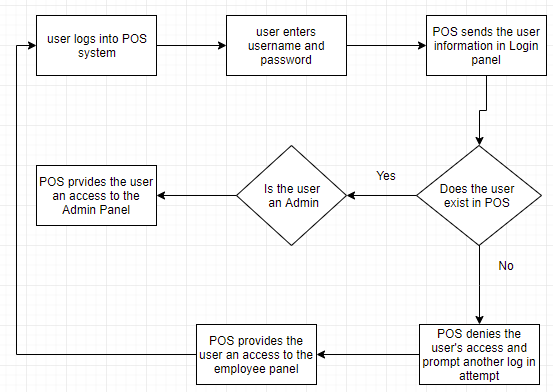 user logs into POS
system
user enters
username and
password
POS sends the user
information in Login
panel
POS prvides the user
an access to the
Admin Panel
Is the user
an Admin
Yes
Does the user
exist in POS
No
POS provides the
user an access to the
employee panel
POS denies the
user's access and
prompt another log in
attempt